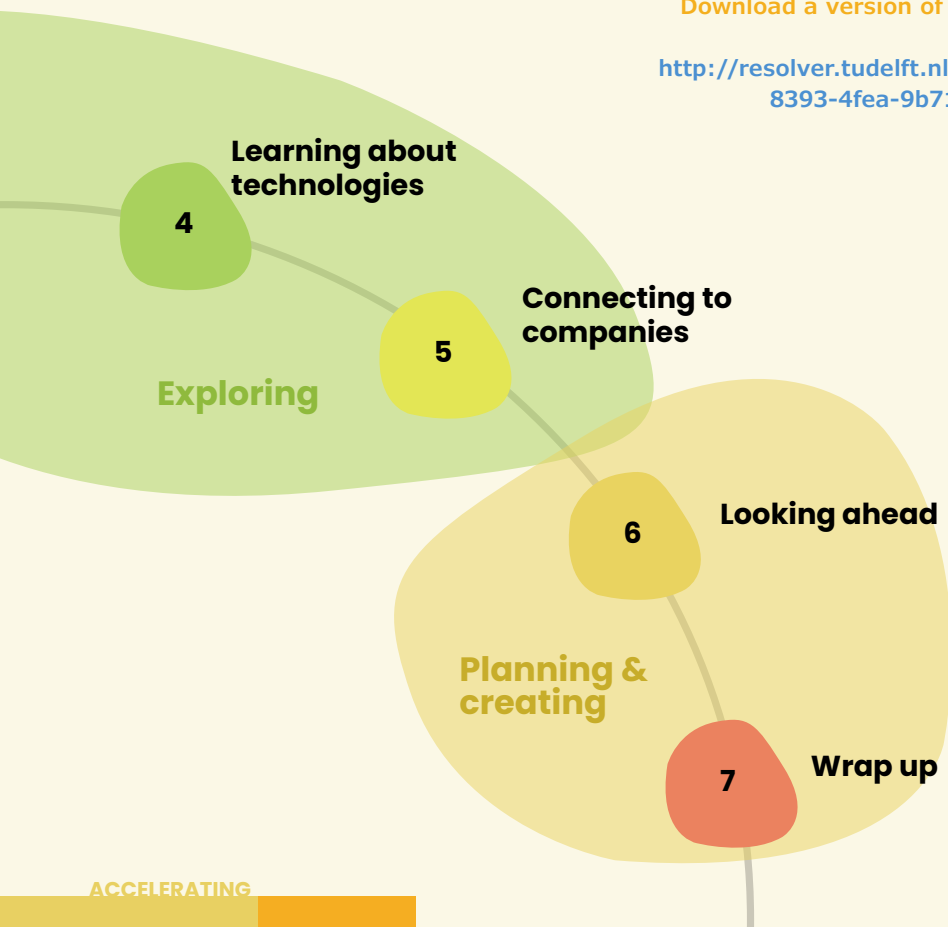 Download a version of
http://resolver.tudelft.nl
8393-4fea-9b71
Learning about
technologies
4
Connecting to
companies
5
Exploring
6
Looking ahead
Planning &
creating
7
Wrap up
ACCELERATING